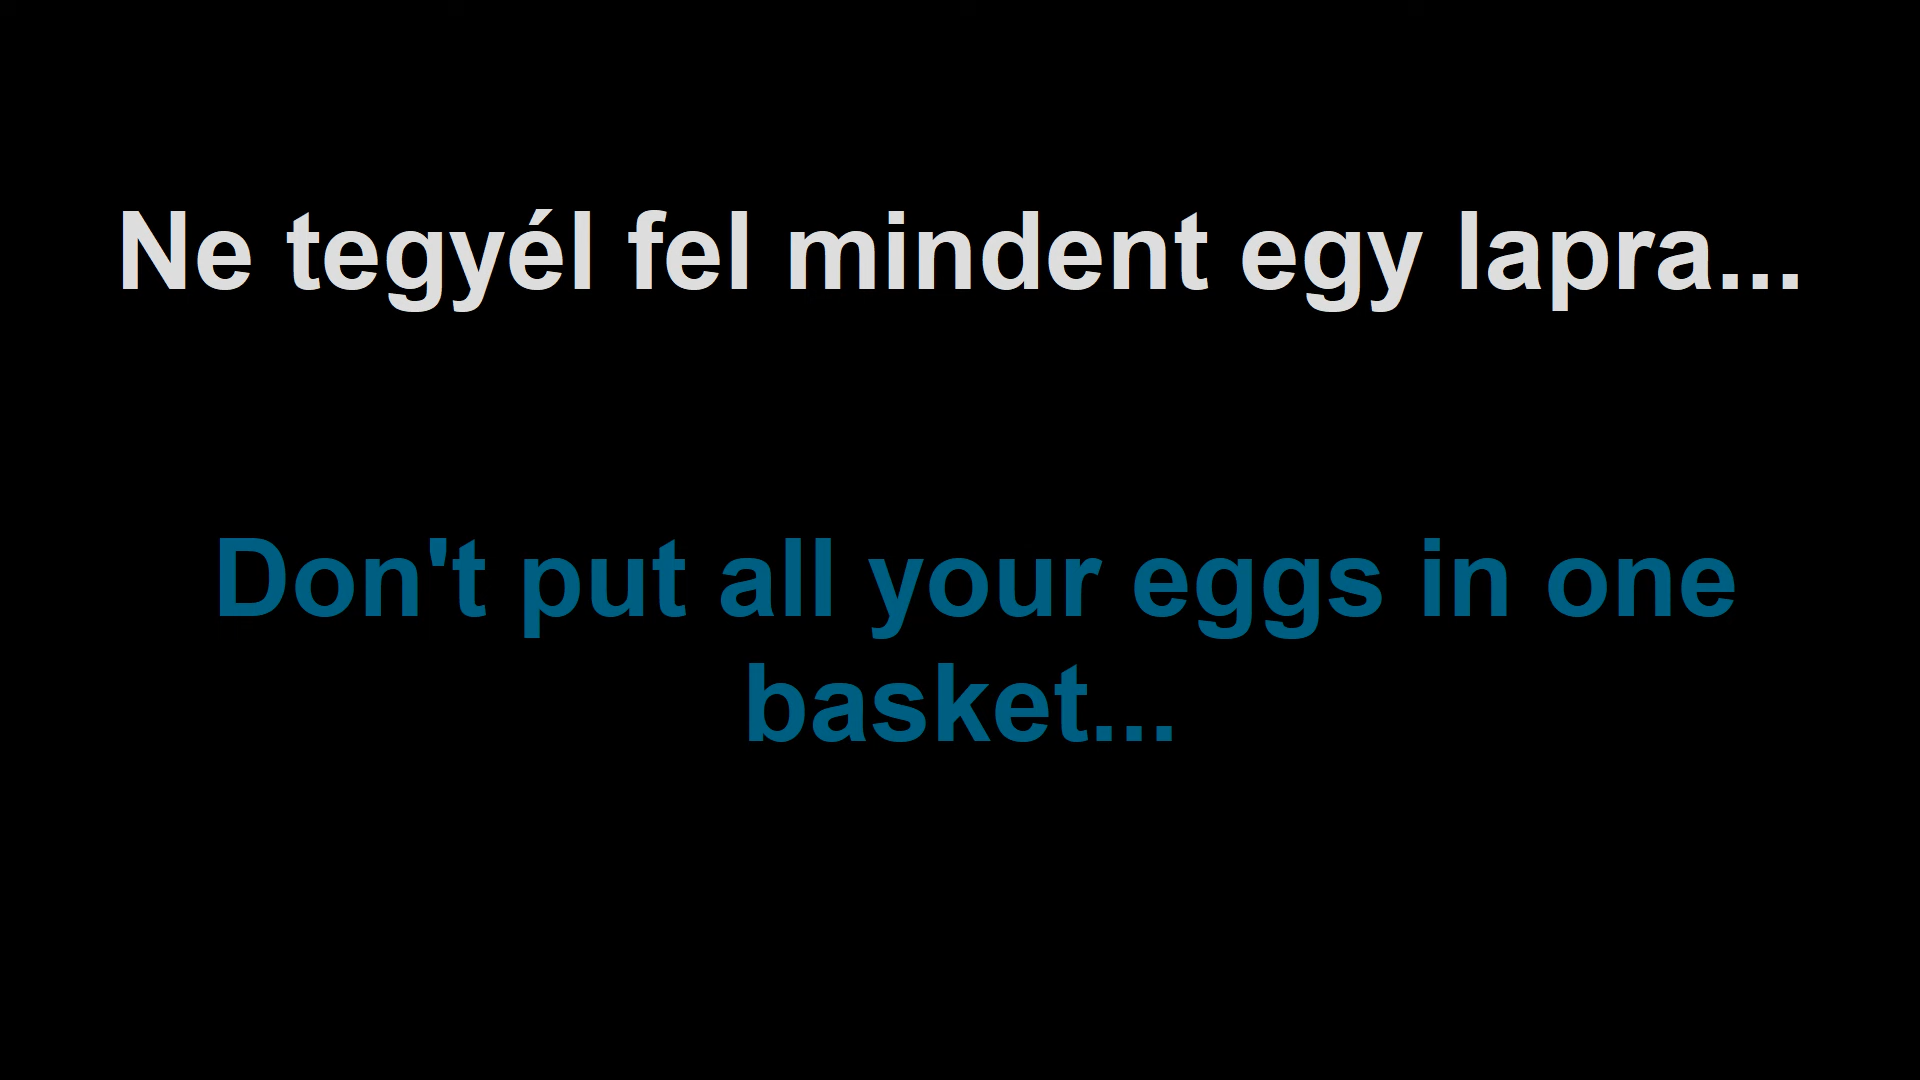 Ne tegyél fel mindent egy lapra...
Don't put all your eggs in one
basket...